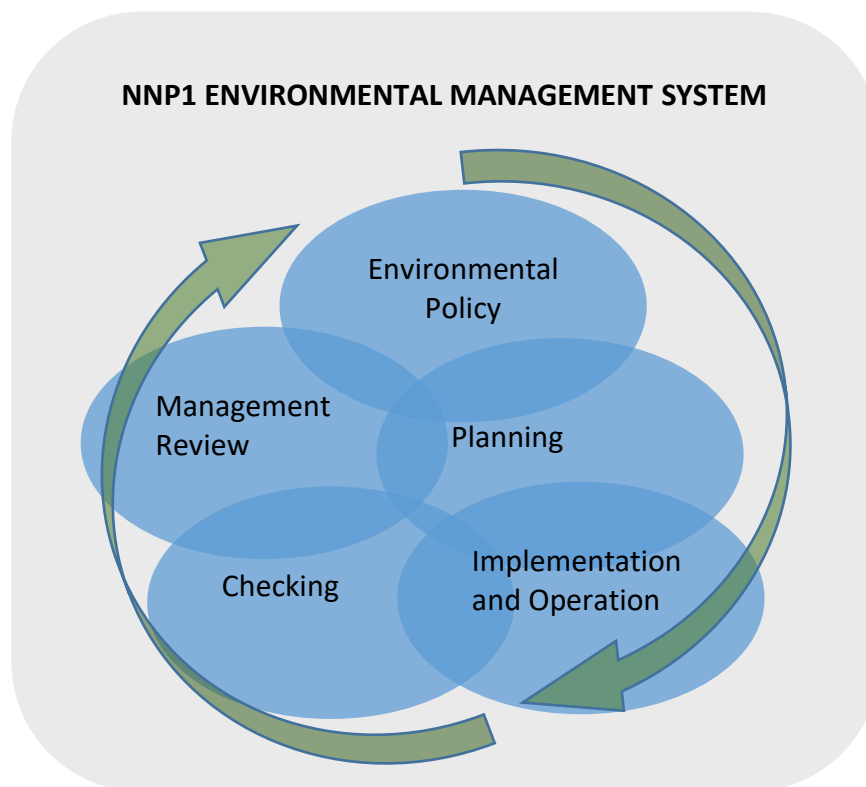 NNP1 ENVIRONMENTAL MANAGEMENT SYSTEM
Environmental
Policy
Management
Review
Planning
Checking
Implementation
and Operation